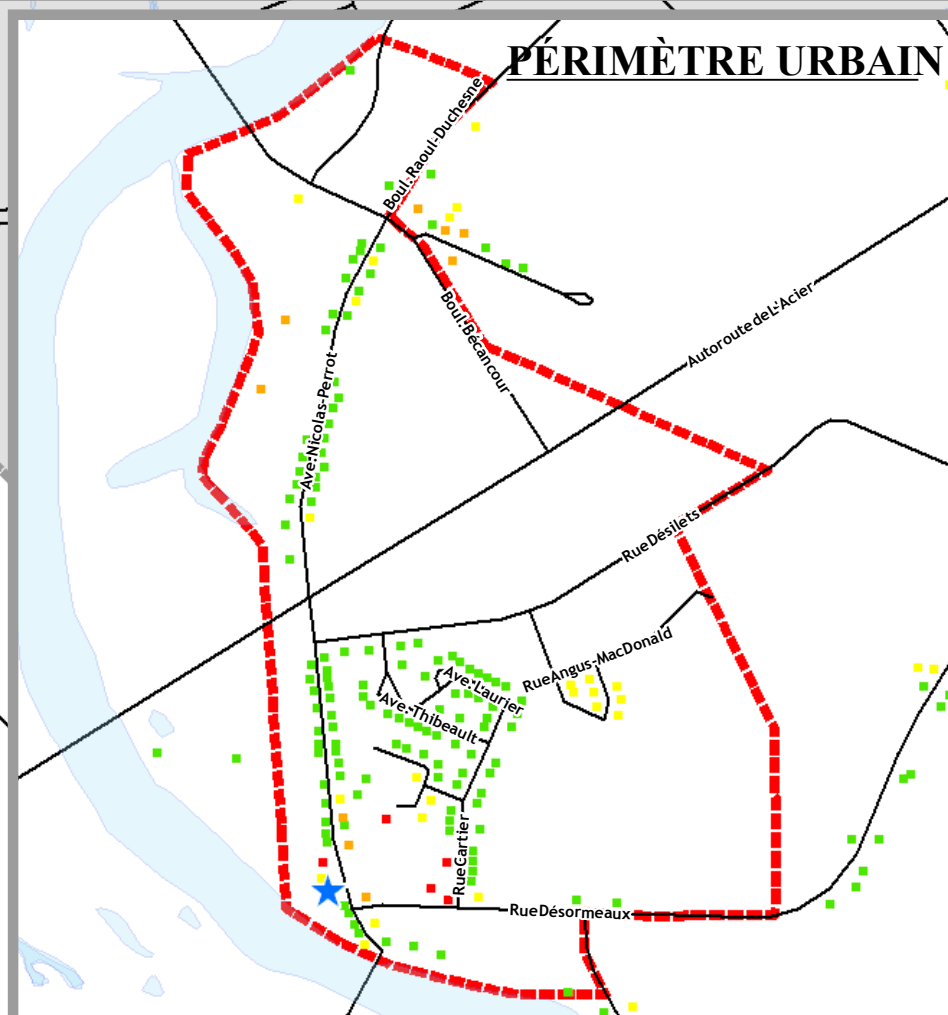 PÉRIMÈTRE URBAIN
Boul. Raoul-Duchesne
Boul. Bécancour
Autoroute de L'Acier
Ave. Nicolas-Perrot
Rue Désilets
Rue Angus-MacDonald
Ave. Laurier
Ave. Thibeault
Rue Cartier
Rue Désormeaux